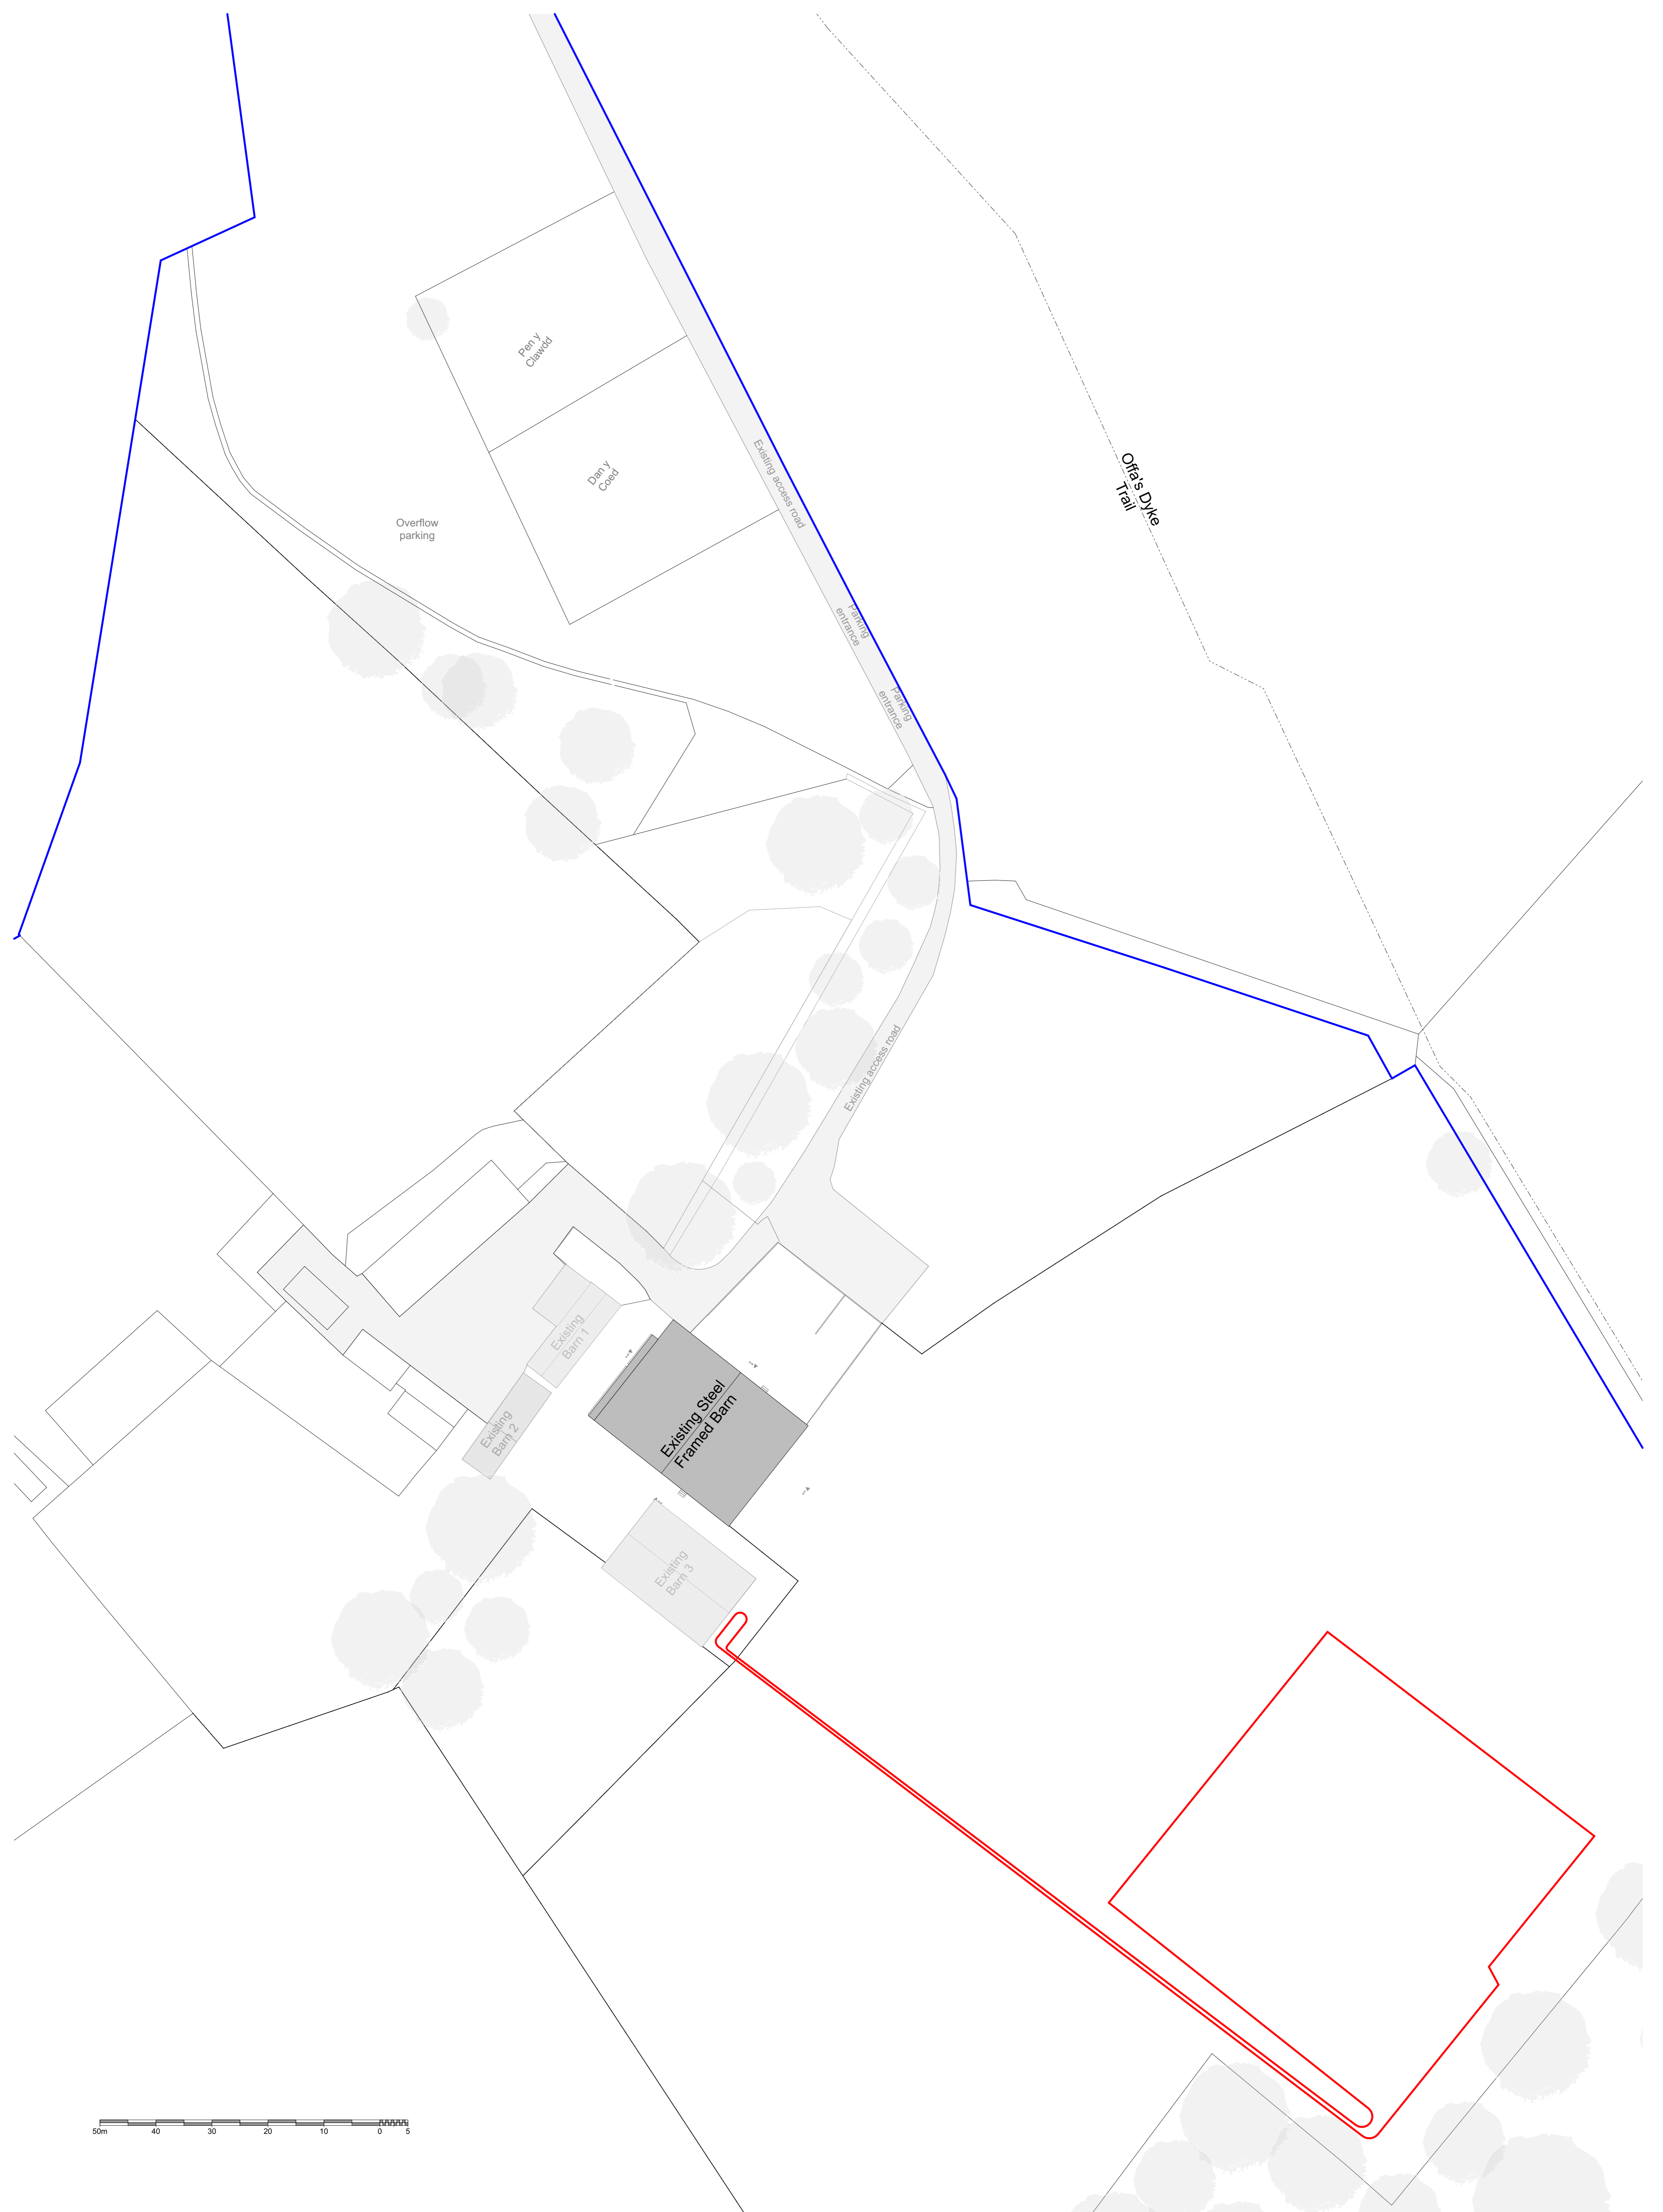 Pen y
Clawdd
Dan y
Coed
Overflow
parking
Existing access road
Offa's Dyke
Trail
Parking
entrance
Parking
entrance
Existing access road
Existing
Barn 1
Existing
Barn 2
Existing Steel
Framed Barn
Existing
Barn 3
50m 40 30 20 10 0 5